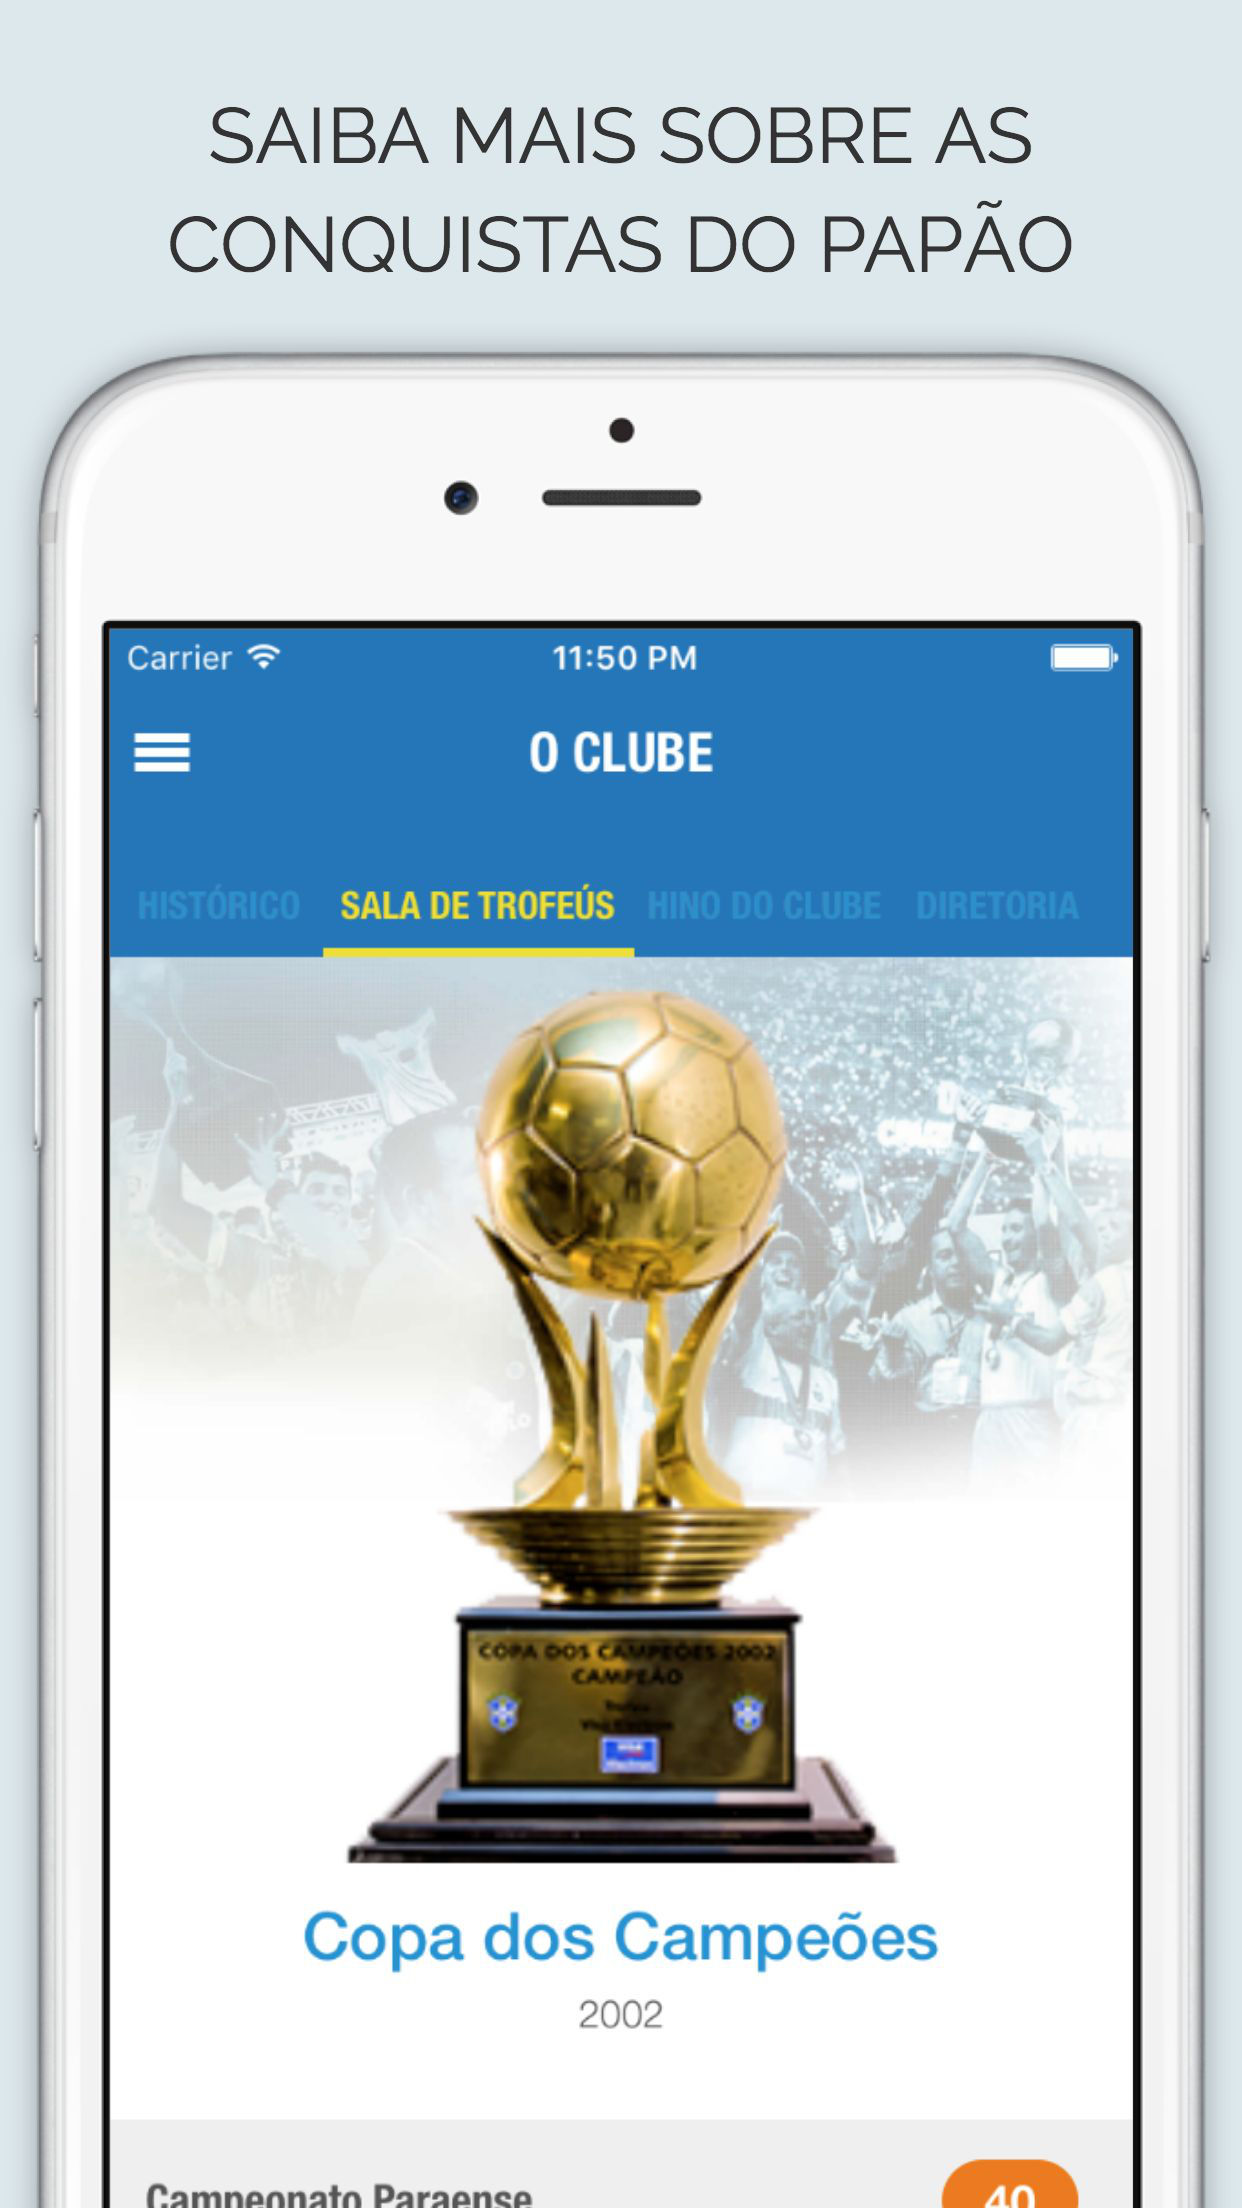 SAIBA MAIS SOBRE AS
CONQUISTAS DO PAPÃO
Carrier 11:50 PM
O CLUBE
HISTÓRICO SALA DE TROFEÚS HINO DO CLUBE DIRETORIA
COPA DOS CAMPEÕES 2002
CAMPEÃO
VISA
Copa dos Campeões
2002
Campeonato Paraense 40